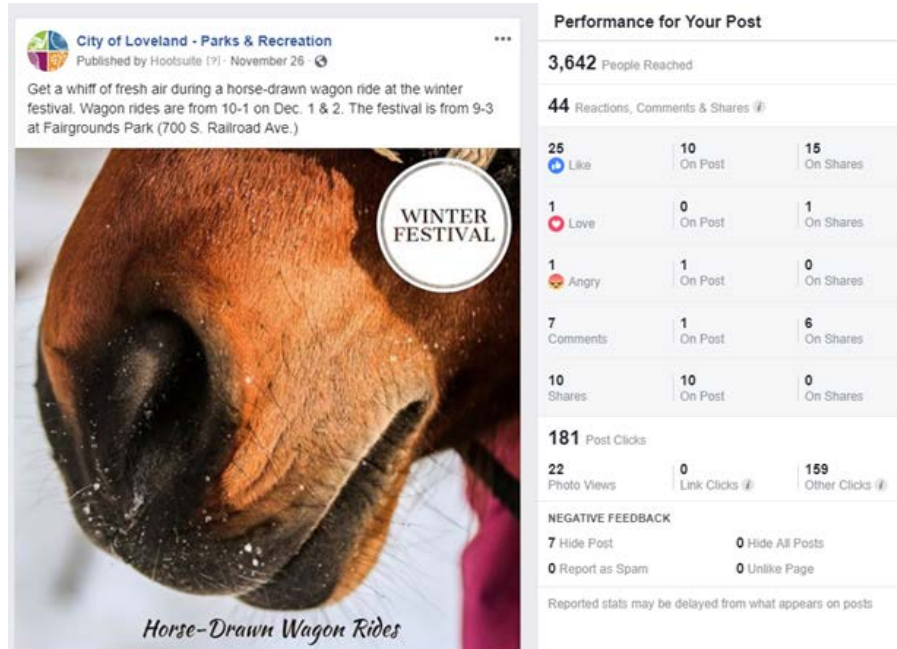 City of Loveland - Parks & Recreation
Published by Hootsuite [?] · November 26 ·
Get a whiff of fresh air during a horse-drawn wagon ride at the winter
festival. Wagon rides are from 10-1 on Dec. 1 & 2. The festival is from 9-3
at Fairgrounds Park (700 S. Railroad Ave.)
WINTER
FESTIVAL
Horse-Drawn Wagon Rides
Performance for Your Post
3,642 People Reached
44 Reactions, Comments & Shares
25 10 15
Like On Post On Shares
1 0 1
Love On Post On Shares
1 1 0
Angry On Post On Shares
7 1 6
Comments On Post On Shares
10 10 0
Shares On Post On Shares
181 Post Clicks
22 0 159
Photo Views Link Clicks Other Clicks
NEGATIVE FEEDBACK
7 Hide Post 0 Hide All Posts
0 Report as Spam 0 Unlike Page
Reported stats may be delayed from what appears on posts